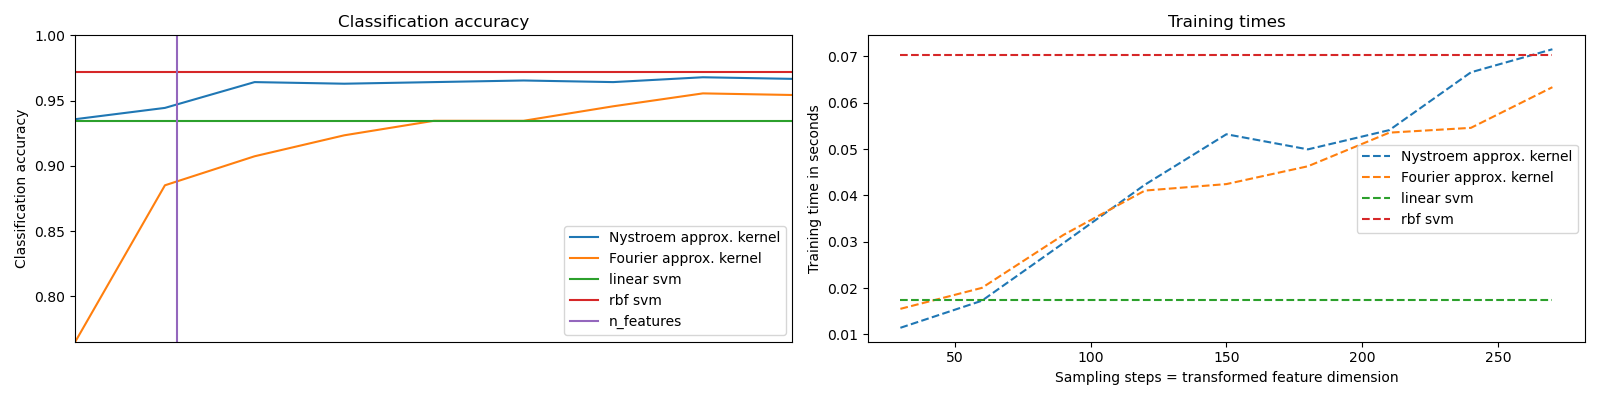 Classification accuracy
Classification accuracy
1.00
0.95
0.90
0.85
0.80
Nystroem approx. kernel
Fourier approx. kernel
linear svm
rbf svm
n_features
Training times
Training time in seconds
0.07
0.06
0.05
0.04
0.03
0.02
0.01
Nystroem approx. kernel
Fourier approx. kernel
linear svm
rbf svm
50 100 150 200 250
Sampling steps = transformed feature dimension